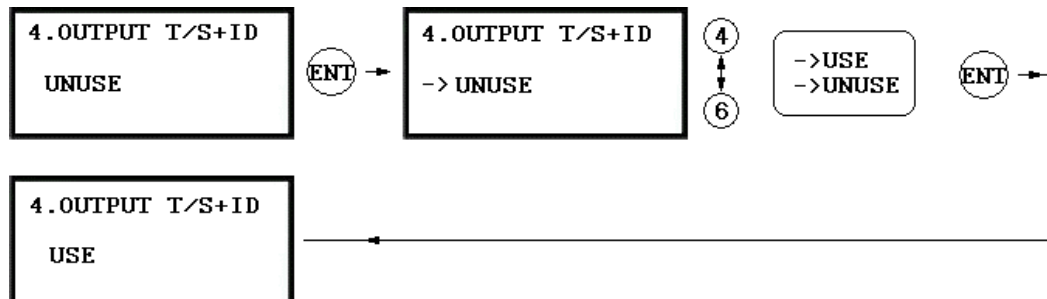 4.OUTPUT T/S+ID
UNUSE
ENT
4.OUTPUT T/S+ID
-> UNUSE
4
6
->USE
->UNUSE
ENT
4.OUTPUT T/S+ID
USE